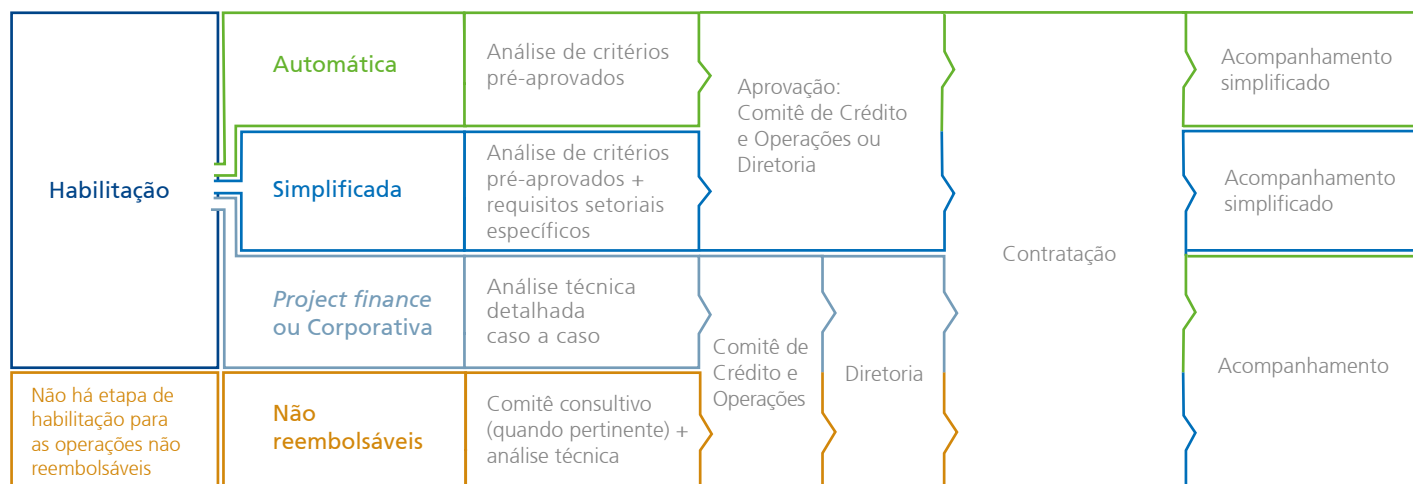 Habilitação
Automática
Análise de critérios
pré-aprovados
Simplificada
Análise de critérios
pré-aprovados +
requisitos setoriais
específicos
Aprovação:
Comitê de Crédito
e Operações ou
Diretoria
Project finance
ou Corporativa
Análise técnica
detalhada
caso a caso
Não há etapa de
habilitação para
as operações não
reembolsáveis
Não
reembolsáveis
Comitê consultivo
(quando pertinente) +
análise técnica
Comitê de
Crédito e
Operações
Diretoria
Contratação
Acompanhamento
simplificado
Acompanhamento
simplificado
Acompanhamento